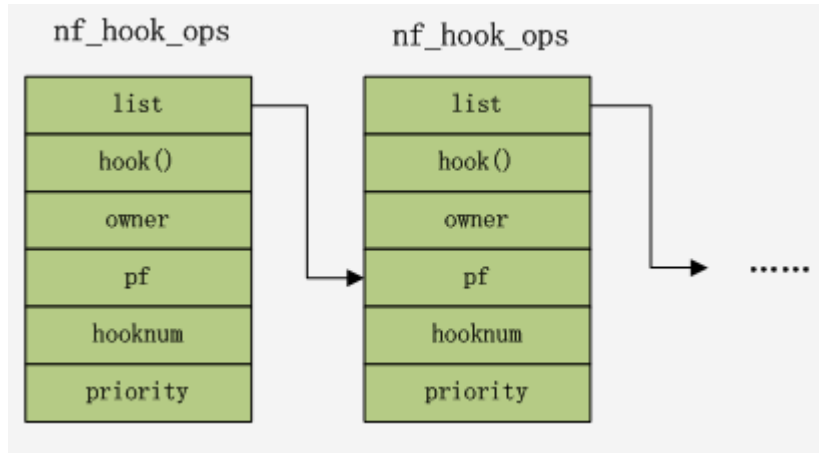 nf_hook_ops
list
hook()
owner
pf
hooknum
priority
nf_hook_ops
list
hook()
owner
pf
hooknum
priority
……